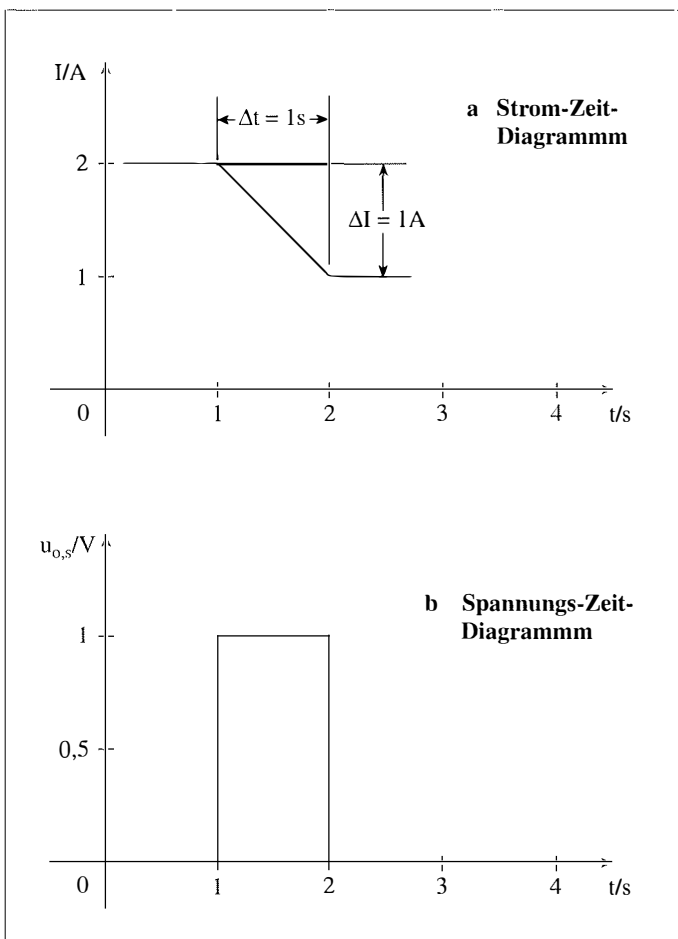 I/A
a Strom-Zeit-
Diagrammm
Δt = 1s
2
ΔI = 1A
1
0
1
2
3
4
t/s
u₀,ₛ/V
b Spannungs-Zeit-
Diagrammm
1
0,5
0
1
2
3
4
t/s